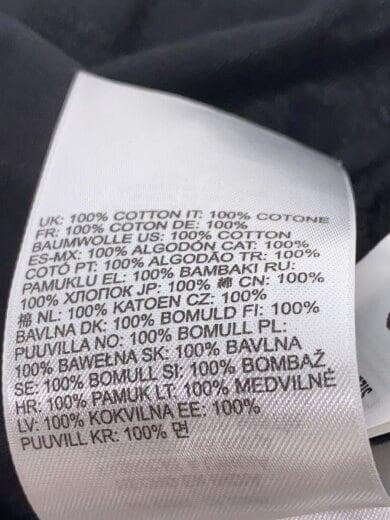 UK: 100% COTTON IT: 100% COTONE
FR: 100% COTON DE: 100%
BAUMWOLLE US: 100% COTTON
ES-MX: 100% ALGODÓN CAT: 100%
COTÓ PT: 100% ALGODÃO TR: 100%
PAMUKLU EL: 100% BAMBAKI RU:
100% ХЛОПОК JP: 100% 綿 CN: 100%
棉 NL: 100% KATOEN CZ: 100%
BAVLNA DK: 100% BOMULD FI: 100%
PUUVILLA NO: 100% BOMULL PL:
100% BAWEŁNA SK: 100% BAVLNA
SE: 100% BOMULL SI: 100% BOMBAŽ
HR: 100% PAMUK LT: 100% MEDVILNĖ
LV: 100% KOKVILNA EE: 100%
PUUVILL KR: 100% 면